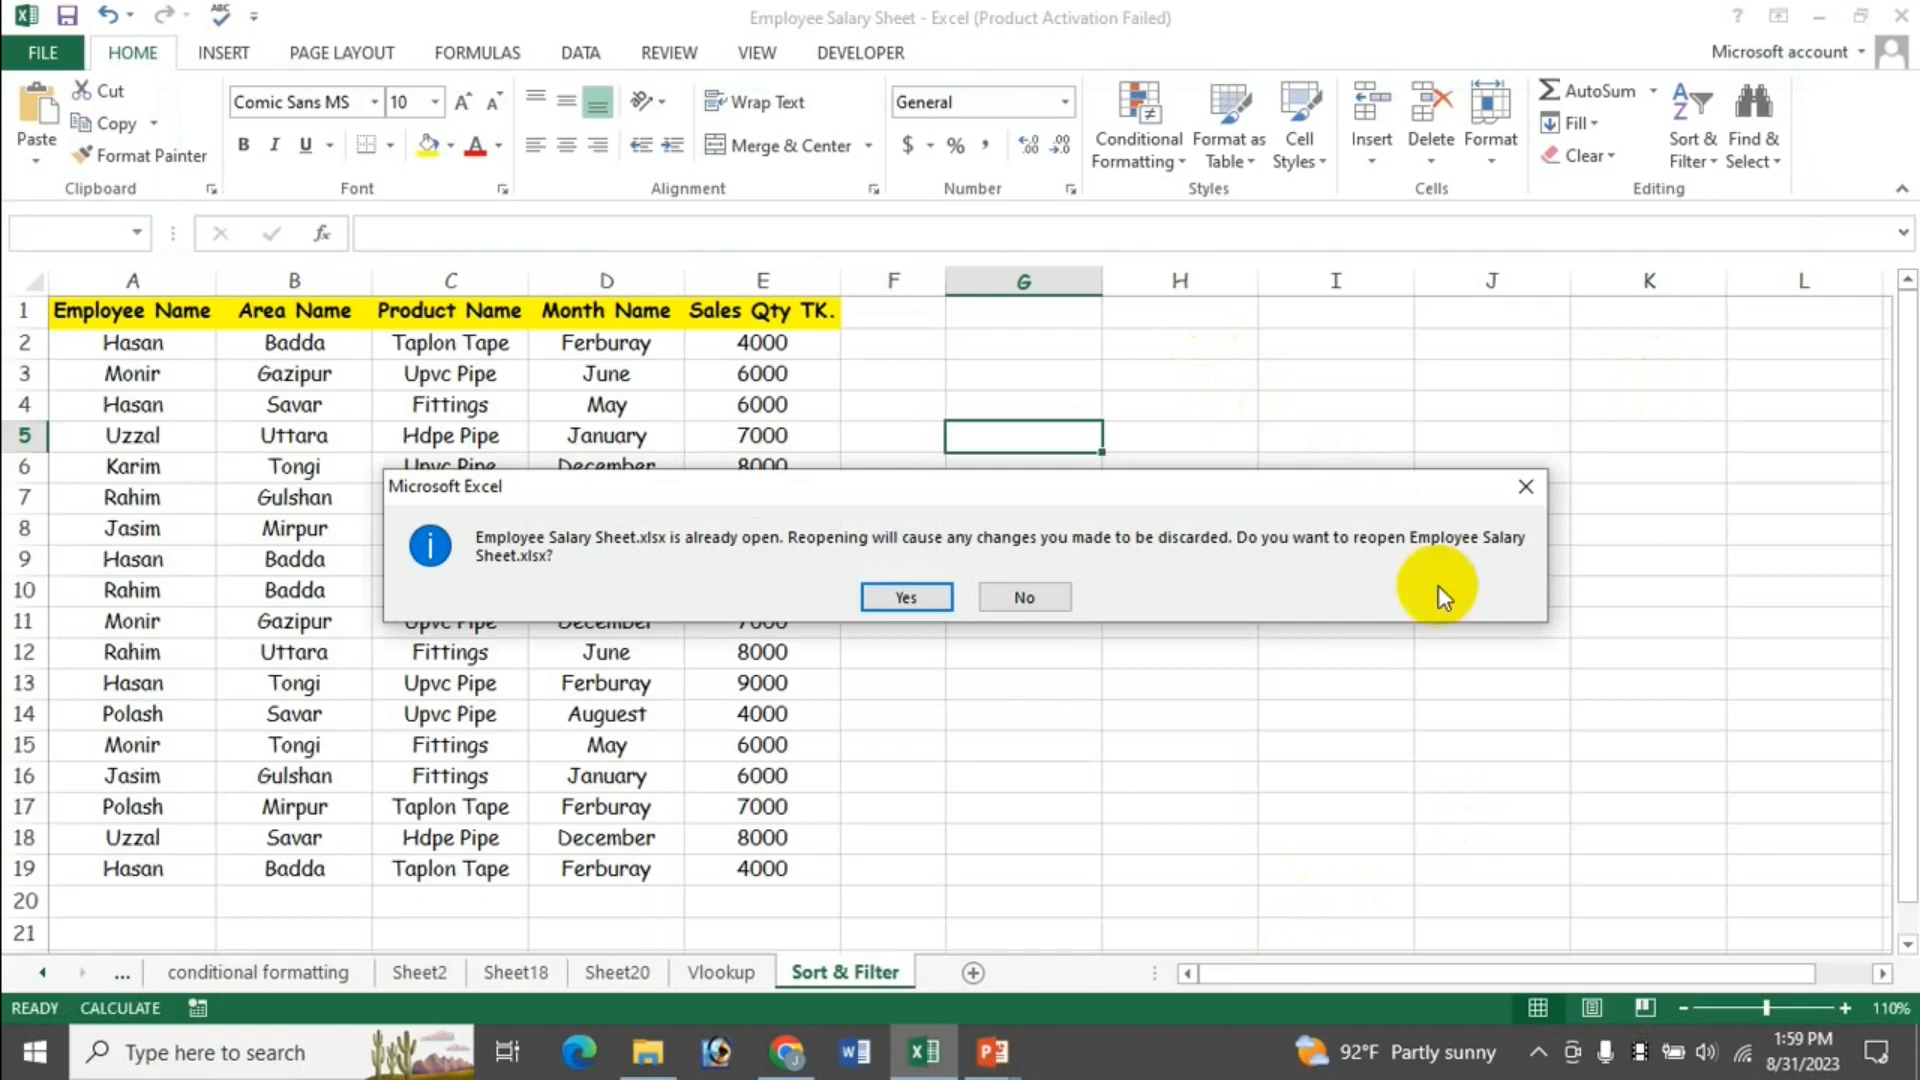 Employee Salary Sheet - Excel (Product Activation Failed)
FILE HOME INSERT PAGE LAYOUT FORMULAS DATA REVIEW VIEW DEVELOPER Microsoft account
Paste Cut Copy Format Painter
Clipboard
Comic Sans MS 10
B I U A
Font
Wrap Text
Merge & Center
Alignment
General
$ % ,
Number
Conditional Formatting Format as Table Cell Styles
Styles
Insert Delete Format
Cells
AutoSum Fill Clear Sort & Filter Find & Select
Editing
fx
A B C D E F G H I J K L
1 Employee Name Area Name Product Name Month Name Sales Qty TK.
2 Hasan Badda Taplon Tape Ferburay 4000
3 Monir Gazipur Upvc Pipe June 6000
4 Hasan Savar Fittings May 6000
5 Uzzal Uttara Hdpe Pipe January 7000
6 Karim Tongi Upvc Pipe December 8000
7 Rahim Gulshan
Microsoft Excel
8 Jasim Mirpur
Employee Salary Sheet.xlsx is already open. Reopening will cause any changes you made to be discarded. Do you want to reopen Employee Salary
Sheet.xlsx?
9 Hasan Badda
10 Rahim Badda
Yes No
11 Monir Gazipur Upvc Pipe December 7000
12 Rahim Uttara Fittings June 8000
13 Hasan Tongi Upvc Pipe Ferburay 9000
14 Polash Savar Upvc Pipe Auguest 4000
15 Monir Tongi Fittings May 6000
16 Jasim Gulshan Fittings January 6000
17 Polash Mirpur Taplon Tape Ferburay 7000
18 Uzzal Savar Hdpe Pipe December 8000
19 Hasan Badda Taplon Tape Ferburay 4000
20
21
... conditional formatting Sheet2 Sheet18 Sheet20 Vlookup Sort & Filter
READY CALCULATE 110%
Type here to search 92°F Partly sunny 1:59 PM
8/31/2023